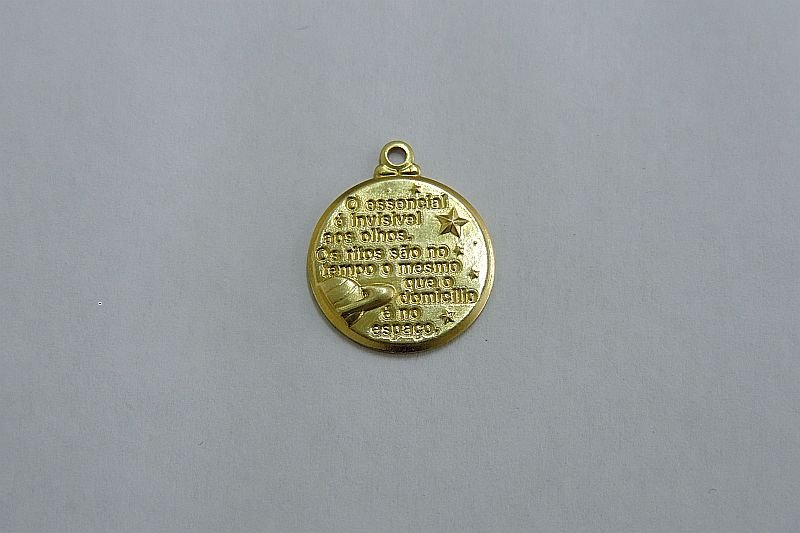 O essencial
é invisível
aos olhos.
Os ritos são no
tempo o mesmo
que o
domicílio
é no
espaço.